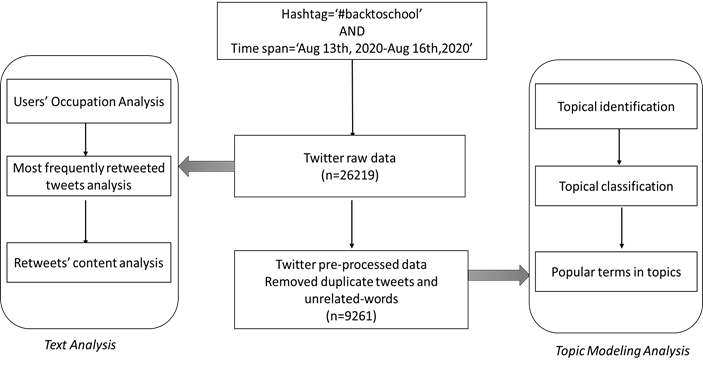 Hashtag='#backtoschool'
AND
Time span='Aug 13th, 2020-Aug 16th,2020'
Users' Occupation Analysis
Most frequently retweeted
tweets analysis
Retweets' content analysis
Text Analysis
Twitter raw data
(n=26219)
Twitter pre-processed data
Removed duplicate tweets and
unrelated-words
(n=9261)
Topical identification
Topical classification
Popular terms in topics
Topic Modeling Analysis